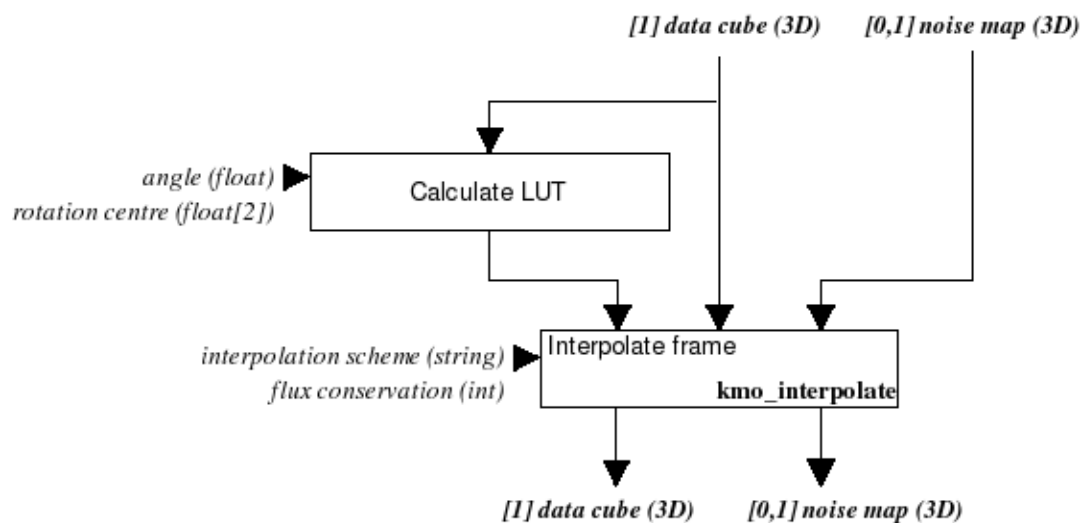 [1] data cube (3D) [0,1] noise map (3D)
angle (float)
rotation centre (float[2])
Calculate LUT
interpolation scheme (string)
flux conservation (int)
Interpolate frame
kmo_interpolate
[1] data cube (3D) [0,1] noise map (3D)